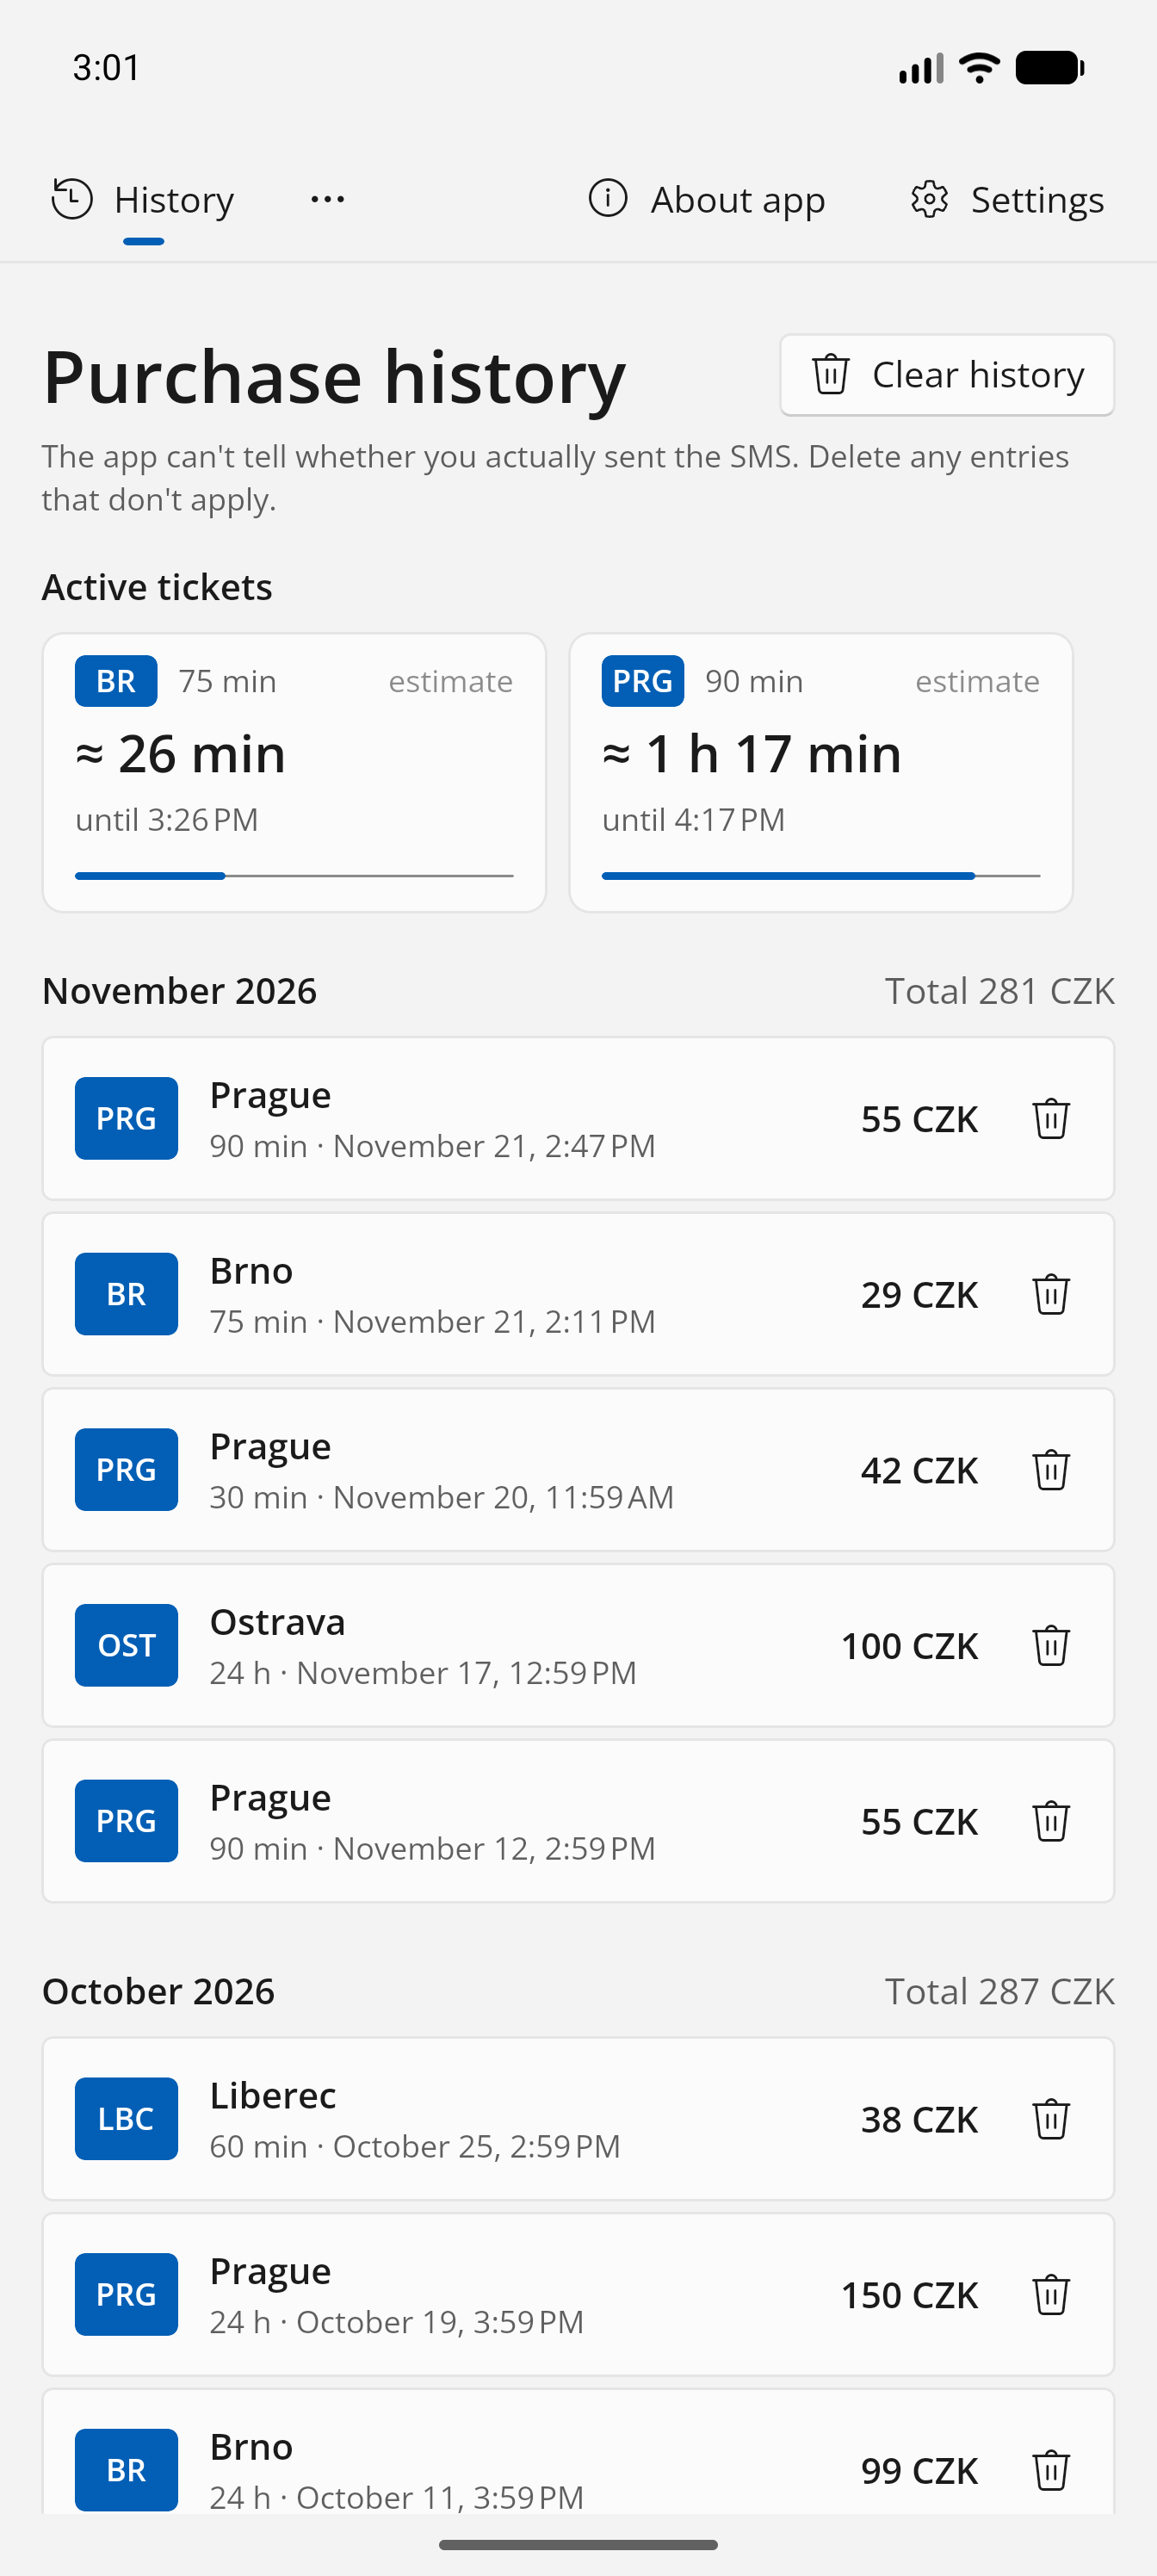 3:01
History
About app
Settings
Purchase history
Clear history
The app can't tell whether you actually sent the SMS. Delete any entries
that don't apply.
Active tickets
BR 75 min estimate
≈ 26 min
until 3:26 PM
PRG 90 min estimate
≈ 1 h 17 min
until 4:17 PM
November 2026 Total 281 CZK
PRG
Prague
90 min · November 21, 2:47 PM
55 CZK
BR
Brno
75 min · November 21, 2:11 PM
29 CZK
PRG
Prague
30 min · November 20, 11:59 AM
42 CZK
OST
Ostrava
24 h · November 17, 12:59 PM
100 CZK
PRG
Prague
90 min · November 12, 2:59 PM
55 CZK
October 2026 Total 287 CZK
LBC
Liberec
60 min · October 25, 2:59 PM
38 CZK
PRG
Prague
24 h · October 19, 3:59 PM
150 CZK
BR
Brno
24 h · October 11, 3:59 PM
99 CZK